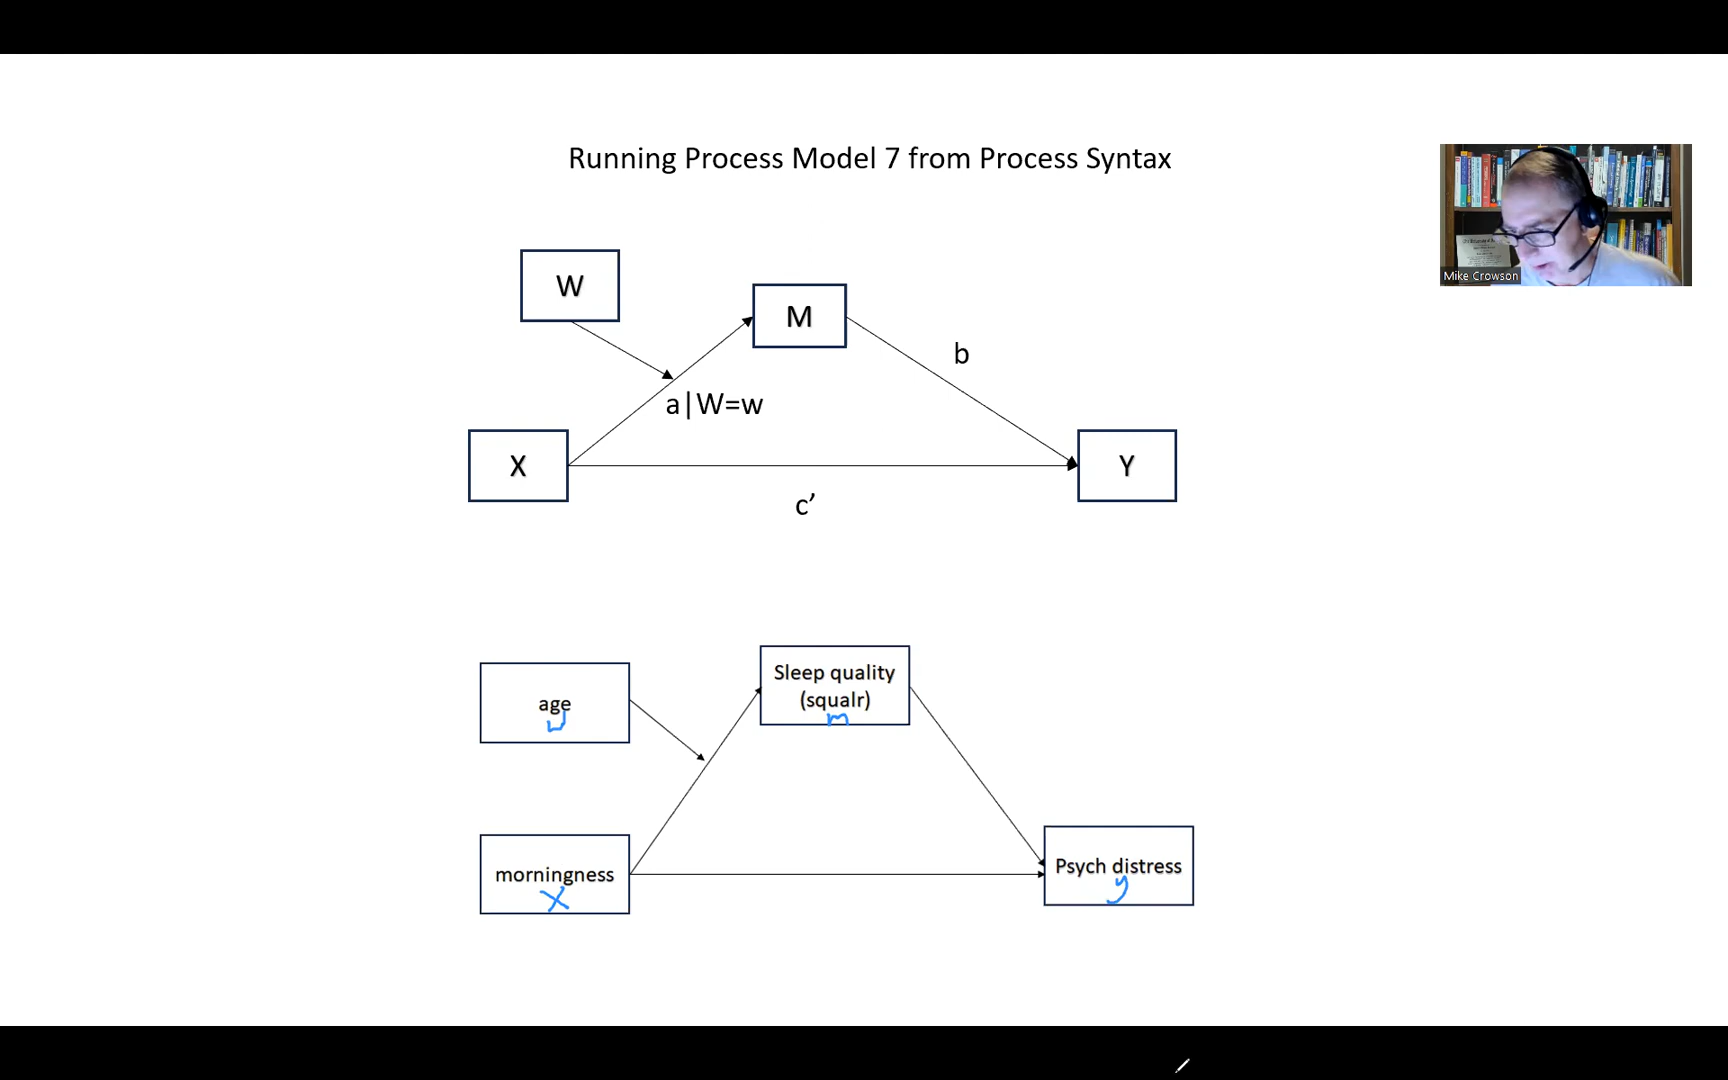 Running Process Model 7 from Process Syntax
W
M
b
a|W=w
X
Y
c’
Mike Crowson
Sleep quality
(squalr)
m
age
w
morningness
X
Psych distress
y